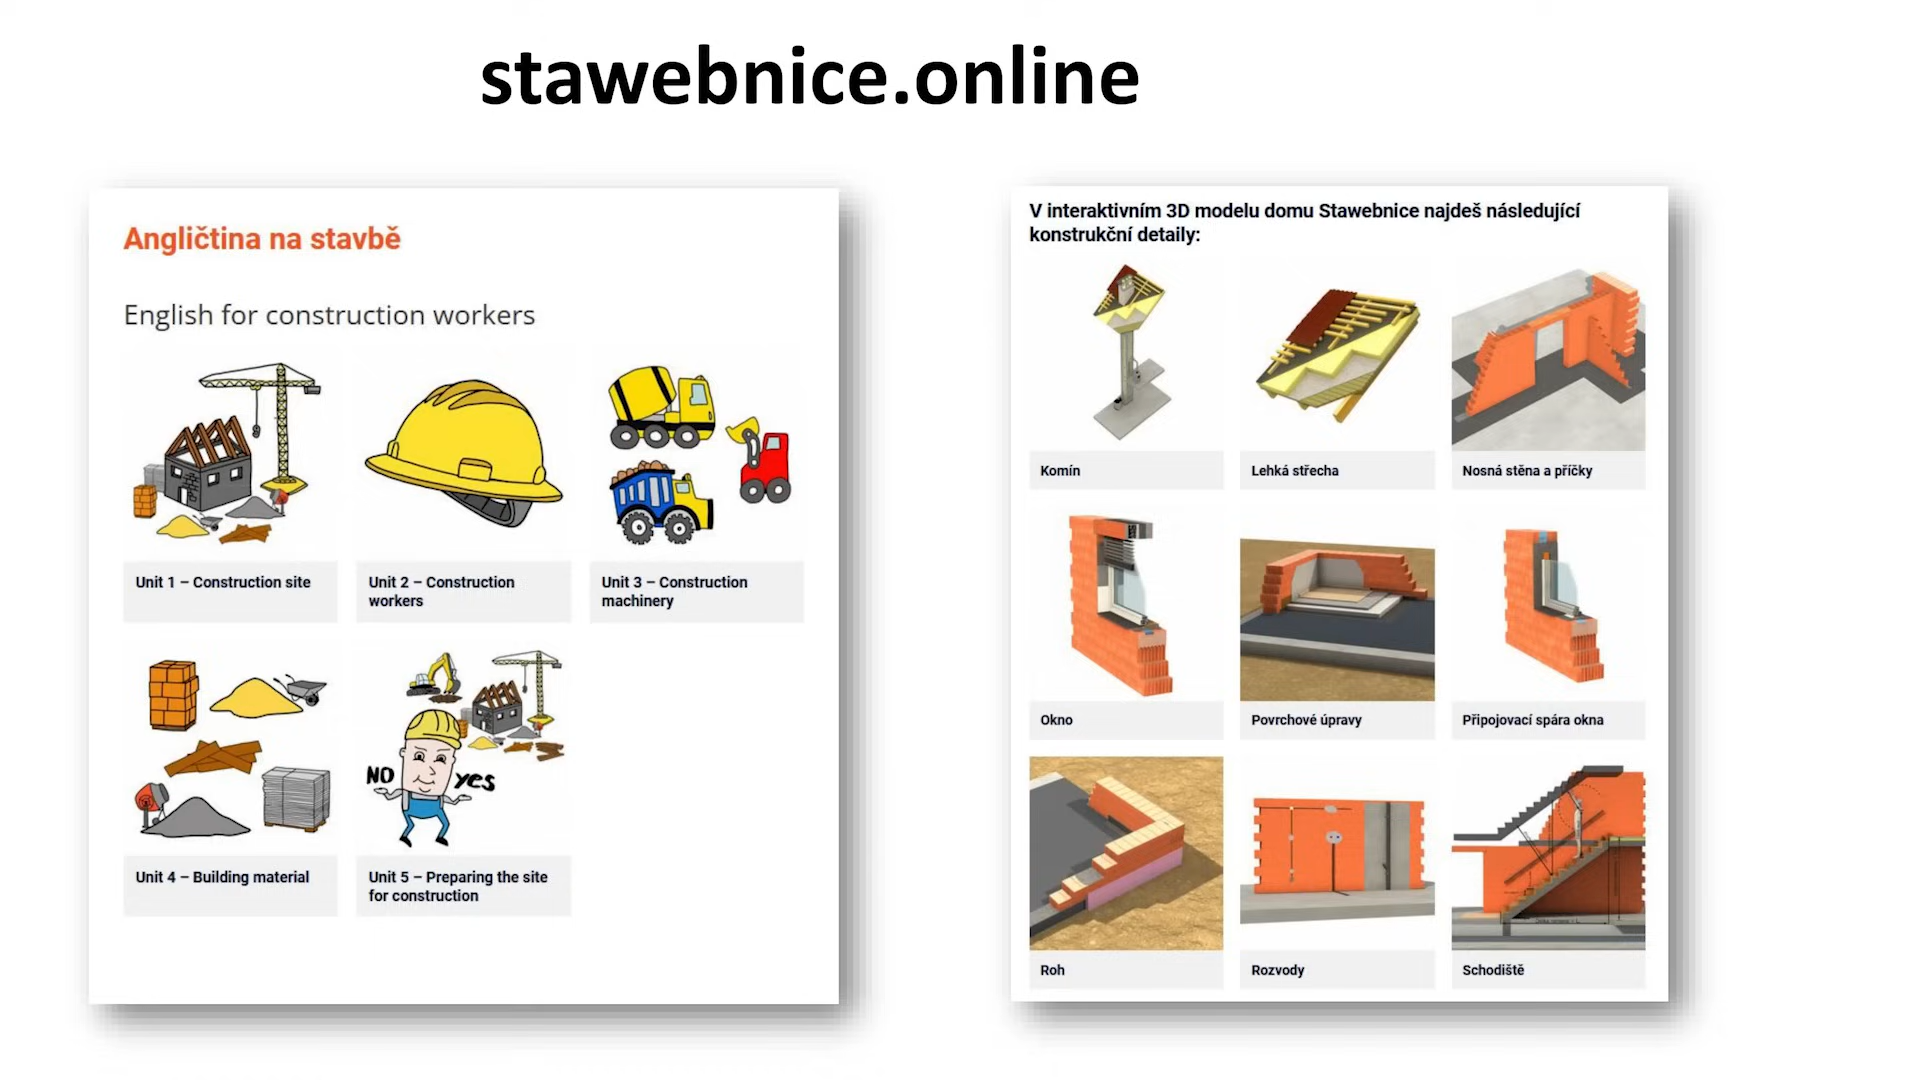 stawebnice.online
Angličtina na stavbě
English for construction workers
Unit 1 – Construction site
Unit 2 – Construction
workers
Unit 3 – Construction
machinery
NO
yes
Unit 4 – Building material
Unit 5 – Preparing the site
for construction
V interaktivním 3D modelu domu Stawebnice najdeš následující
konstrukční detaily:
Komín
Lehká střecha
Nosná stěna a příčky
Okno
Povrchové úpravy
Připojovací spára okna
Roh
Rozvody
Schodiště